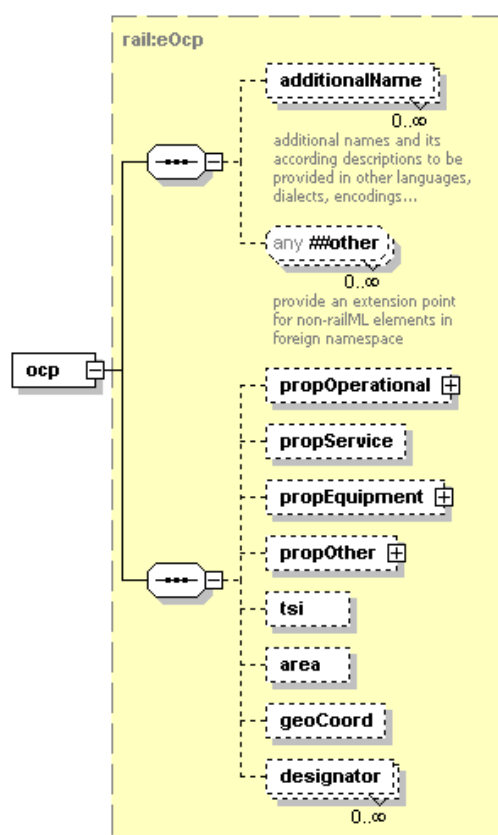 rail:eOcp
additionalName
0..∞
additional names and its
according descriptions to be
provided in other languages,
dialects, encodings...
any ##other
0..∞
provide an extension point
for non-railML elements in
foreign namespace
ocp
propOperational
propService
propEquipment
propOther
tsi
area
geoCoord
designator
0..∞